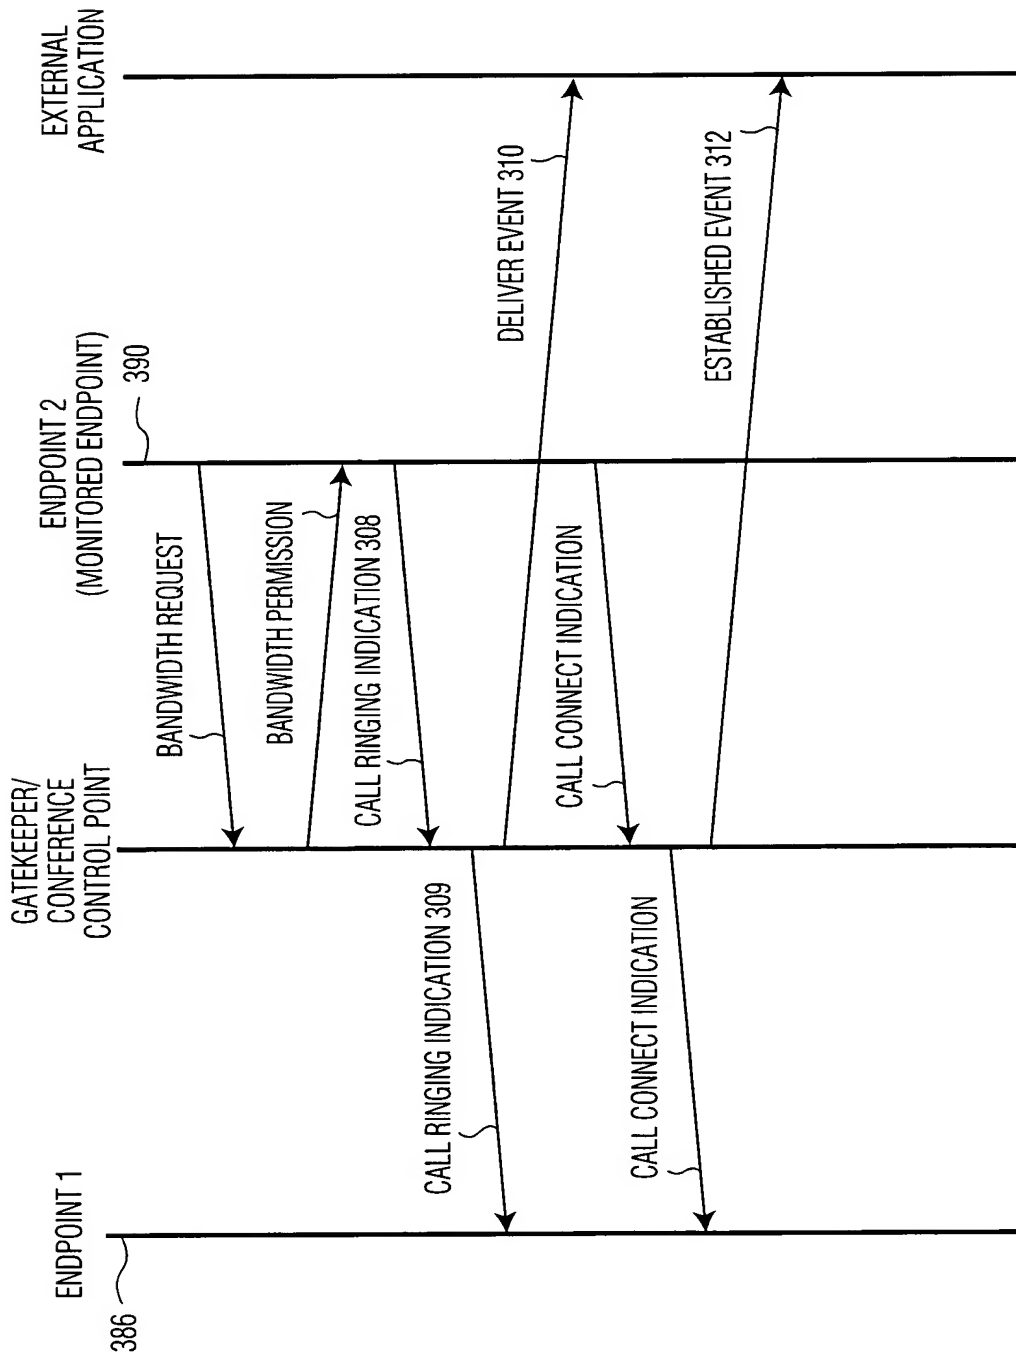 ENDPOINT 1
386
GATEKEEPER/
CONFERENCE
CONTROL POINT
ENDPOINT 2
(MONITORED ENDPOINT)
390
EXTERNAL
APPLICATION
BANDWIDTH REQUEST
BANDWIDTH PERMISSION
CALL RINGING INDICATION 308
CALL RINGING INDICATION 309
DELIVER EVENT 310
CALL CONNECT INDICATION
CALL CONNECT INDICATION
ESTABLISHED EVENT 312